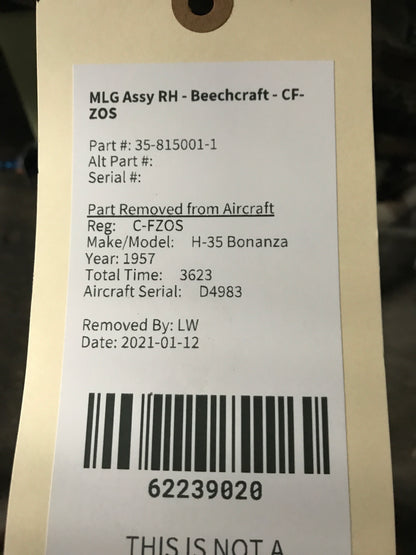 MLG Assy RH - Beechcraft - CF-
ZOS
Part #: 35-815001-1
Alt Part #:
Serial #:
Part Removed from Aircraft
Reg: C-FZOS
Make/Model: H-35 Bonanza
Year: 1957
Total Time: 3623
Aircraft Serial: D4983
Removed By: LW
Date: 2021-01-12
62239020
THIS IS NOT A